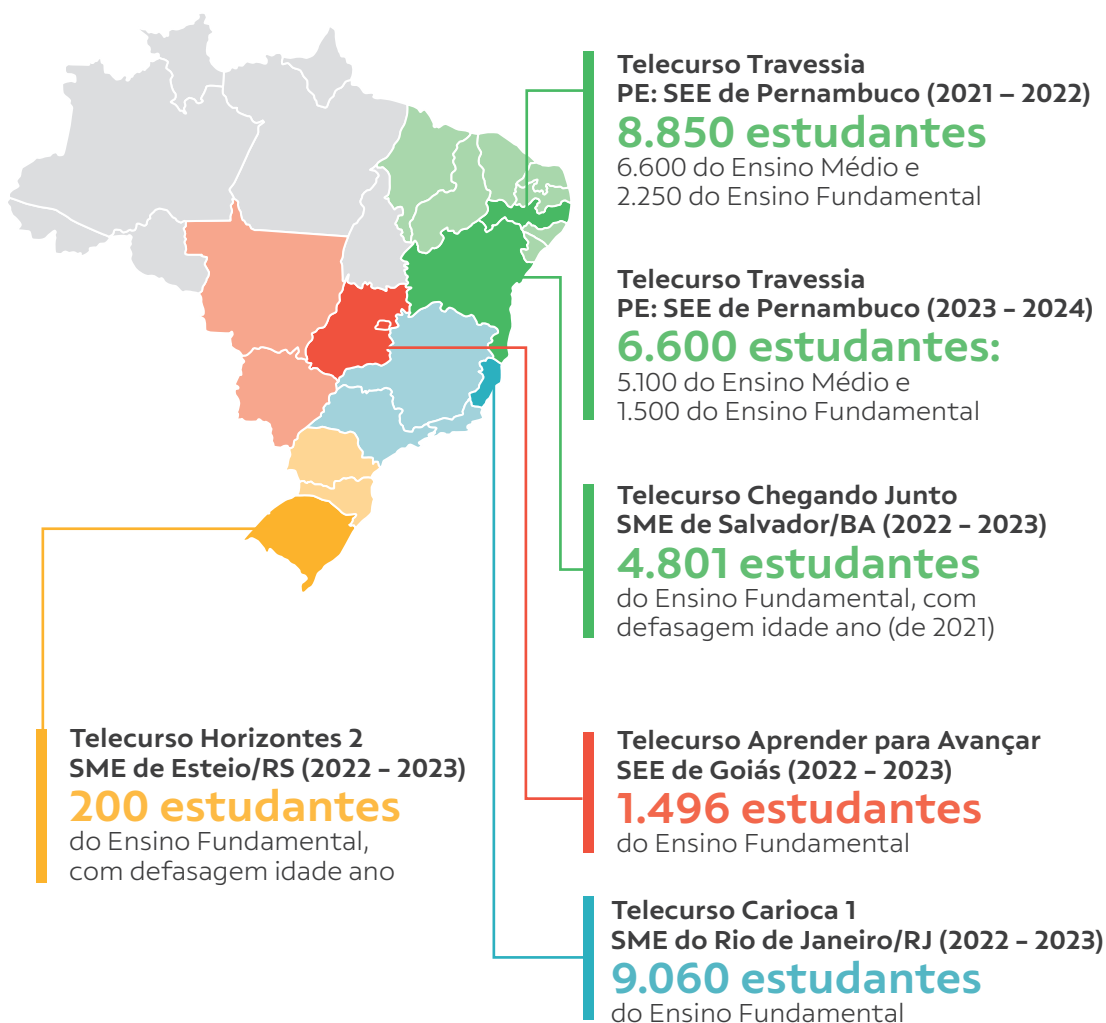 Telecurso Travessia
PE: SEE de Pernambuco (2021 – 2022)
8.850 estudantes
6.600 do Ensino Médio e
2.250 do Ensino Fundamental
Telecurso Travessia
PE: SEE de Pernambuco (2023 - 2024)
6.600 estudantes:
5.100 do Ensino Médio e
1.500 do Ensino Fundamental
Telecurso Chegando Junto
SME de Salvador/BA (2022 - 2023)
4.801 estudantes
do Ensino Fundamental, com
defasagem idade ano (de 2021)
Telecurso Horizontes 2
SME de Esteio/RS (2022 - 2023)
200 estudantes
do Ensino Fundamental,
com defasagem idade ano
Telecurso Aprender para Avançar
SEE de Goiás (2022 - 2023)
1.496 estudantes
do Ensino Fundamental
Telecurso Carioca 1
SME do Rio de Janeiro/RJ (2022 - 2023)
9.060 estudantes
do Ensino Fundamental